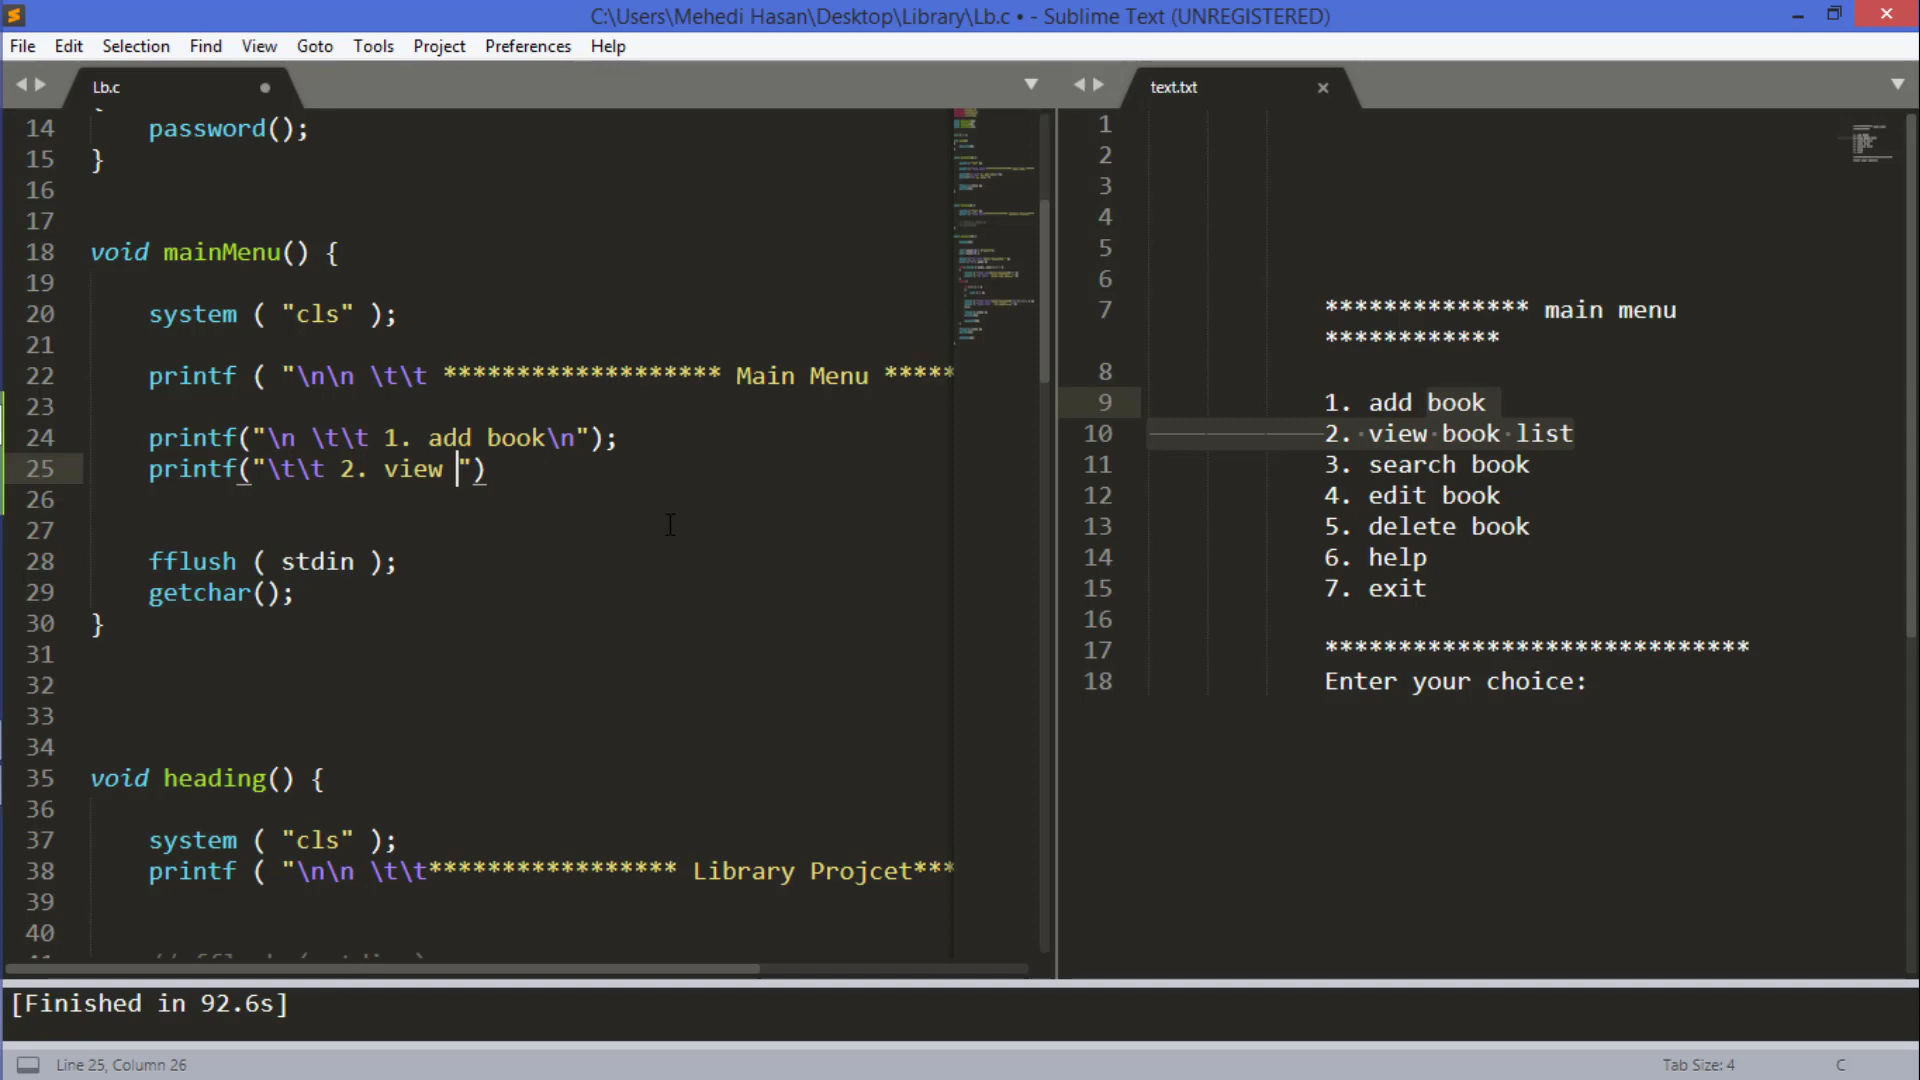 C:\Users\Mehedi Hasan\Desktop\Library\Lb.c • - Sublime Text (UNREGISTERED)
File Edit Selection Find View Goto Tools Project Preferences Help
Lb.c
14 password();
15 }
16
17
18 void mainMenu() {
19
20 system ( "cls" );
21
22 printf ( "\n\n \t\t ******************* Main Menu *****
23
24 printf("\n \t\t 1. add book\n");
25 printf("\t\t 2. view ")
26
27
28 fflush ( stdin );
29 getchar();
30 }
31
32
33
34
35 void heading() {
36
37 system ( "cls" );
38 printf ( "\n\n \t\t***************** Library Projcet***
39
40
text.txt
1
2
3
4
5
6
7 ************** main menu
************
8
9 1. add book
10 2. view book list
11 3. search book
12 4. edit book
13 5. delete book
14 6. help
15 7. exit
16
17 *****************************
18 Enter your choice:
[Finished in 92.6s]
Line 25, Column 26
Tab Size: 4
C